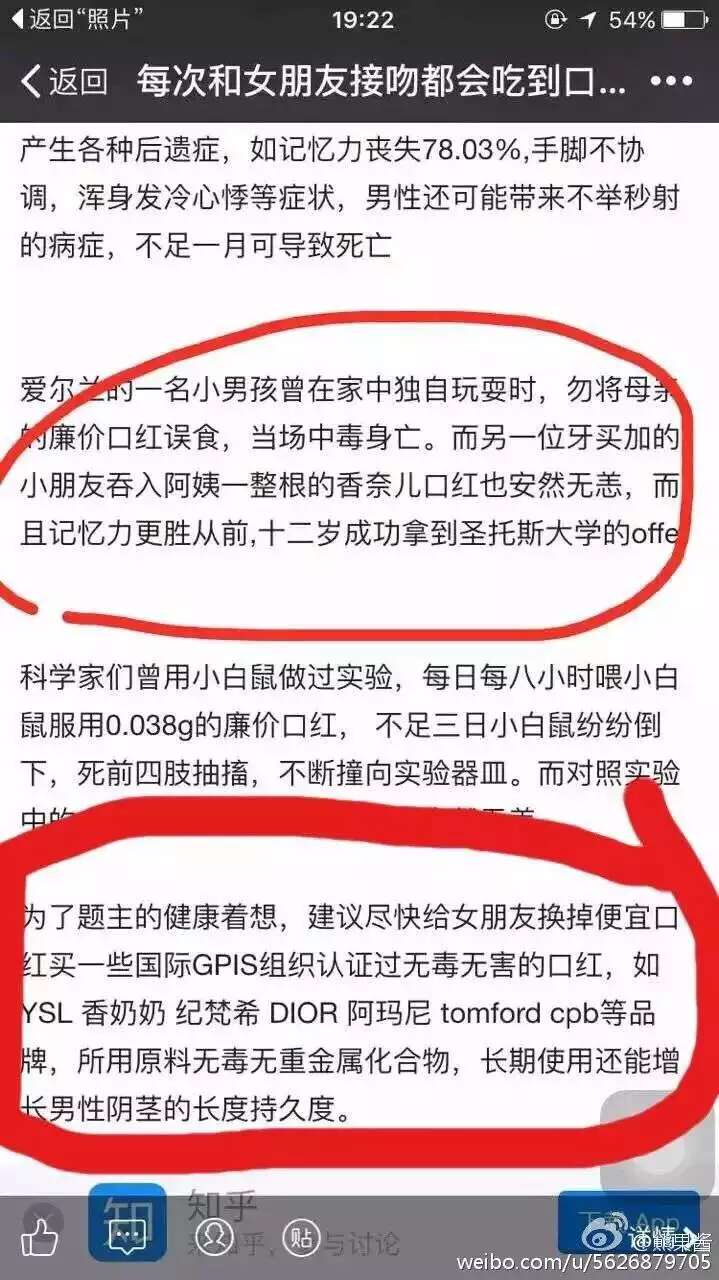 返回“照片”
19:22
54%
返回
每次和女朋友接吻都会吃到口...
产生各种后遗症，如记忆力丧失78.03%,手脚不协
调，浑身发冷心悸等症状，男性还可能带来不举秒射
的病症，不足一月可导致死亡
爱尔兰的一名小男孩曾在家中独自玩耍时，勿将母亲
的廉价口红误食，当场中毒身亡。而另一位牙买加的
小朋友吞入阿姨一整根的香奈儿口红也安然无恙，而
且记忆力更胜从前,十二岁成功拿到圣托斯大学的offe
科学家们曾用小白鼠做过实验，每日每八小时喂小白
鼠服用0.038g的廉价口红， 不足三日小白鼠纷纷倒
下，死前四肢抽搐，不断撞向实验器皿。而对照实验
中的
为了题主的健康着想，建议尽快给女朋友换掉便宜口
红买一些国际GPIS组织认证过无毒无害的口红，如
YSL 香奶奶 纪梵希 DIOR 阿玛尼 tomford cpb等品
牌，所用原料无毒无重金属化合物，长期使用还能增
长男性阴茎的长度持久度。
知
知乎
来知乎，参与讨论
下载 App
贴
详情
weibo.com/u/5626879705